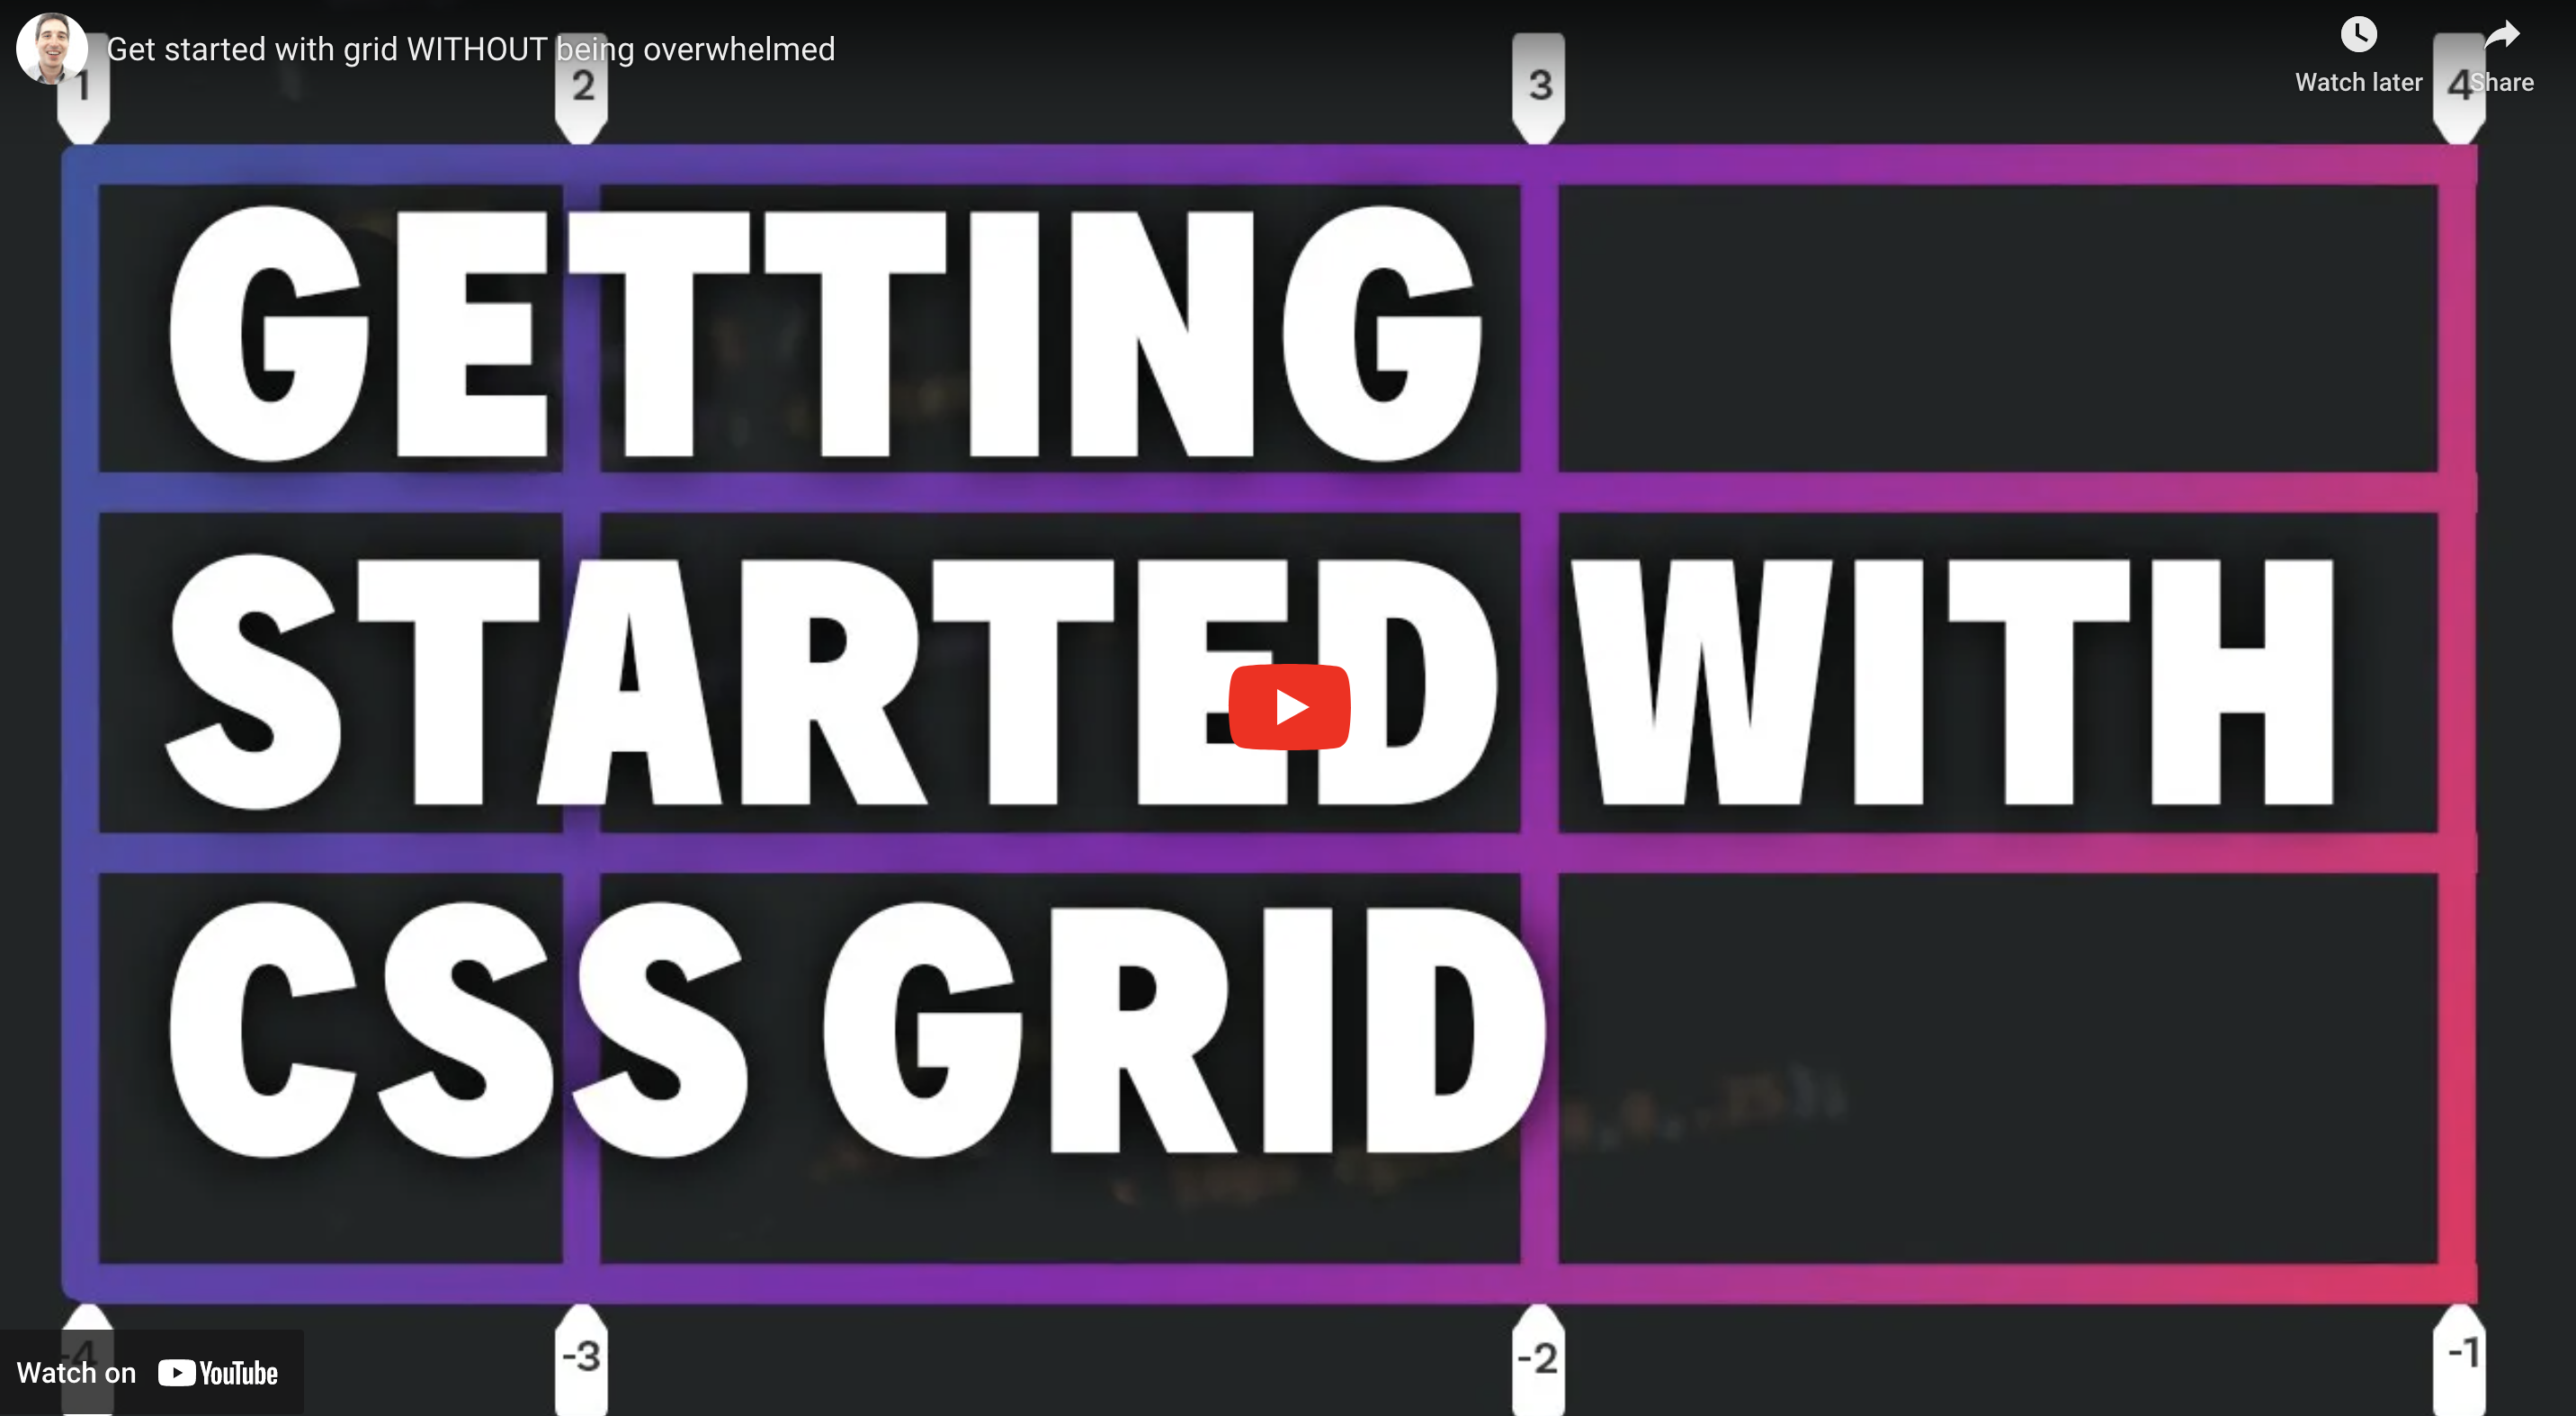 Get started with grid WITHOUT being overwhelmed
Watch later
Share
1
2
3
4
GETTING
STARTED WITH
CSS GRID
-4
-3
-2
-1
Watch on YouTube